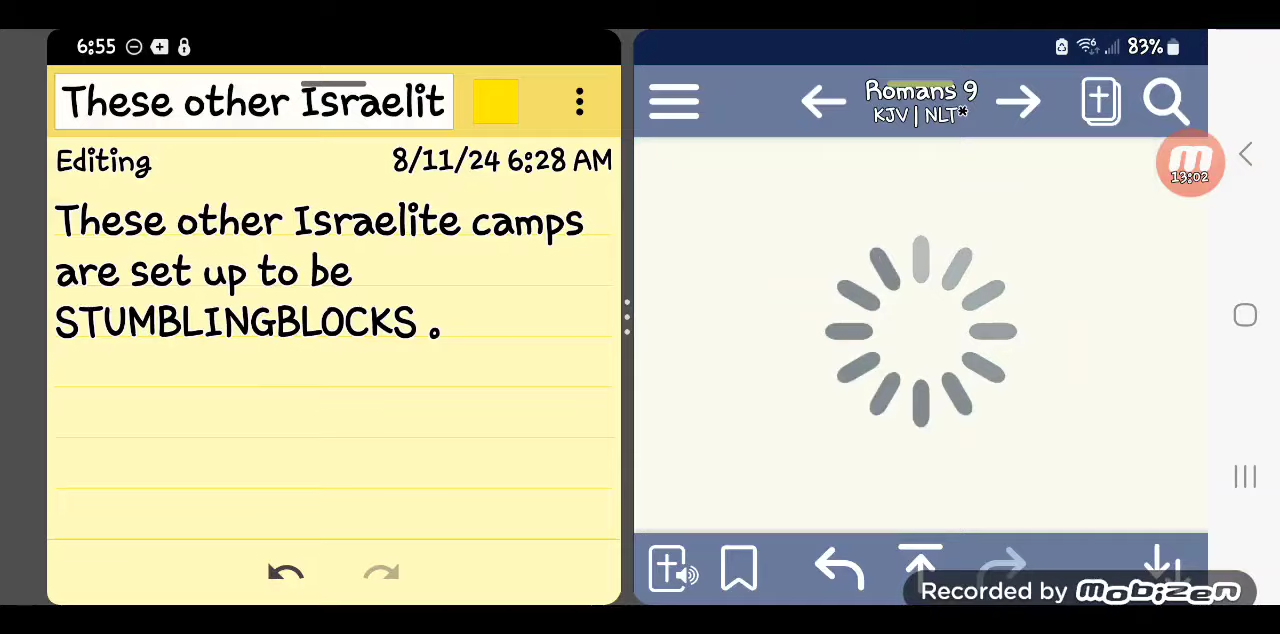 6:55
These other Israelit
Editing
8/11/24 6:28 AM
These other Israelite camps
are set up to be
STUMBLINGBLOCKS .
83%
Romans 9
KJV | NLT*
13:02
Recorded by mobizen